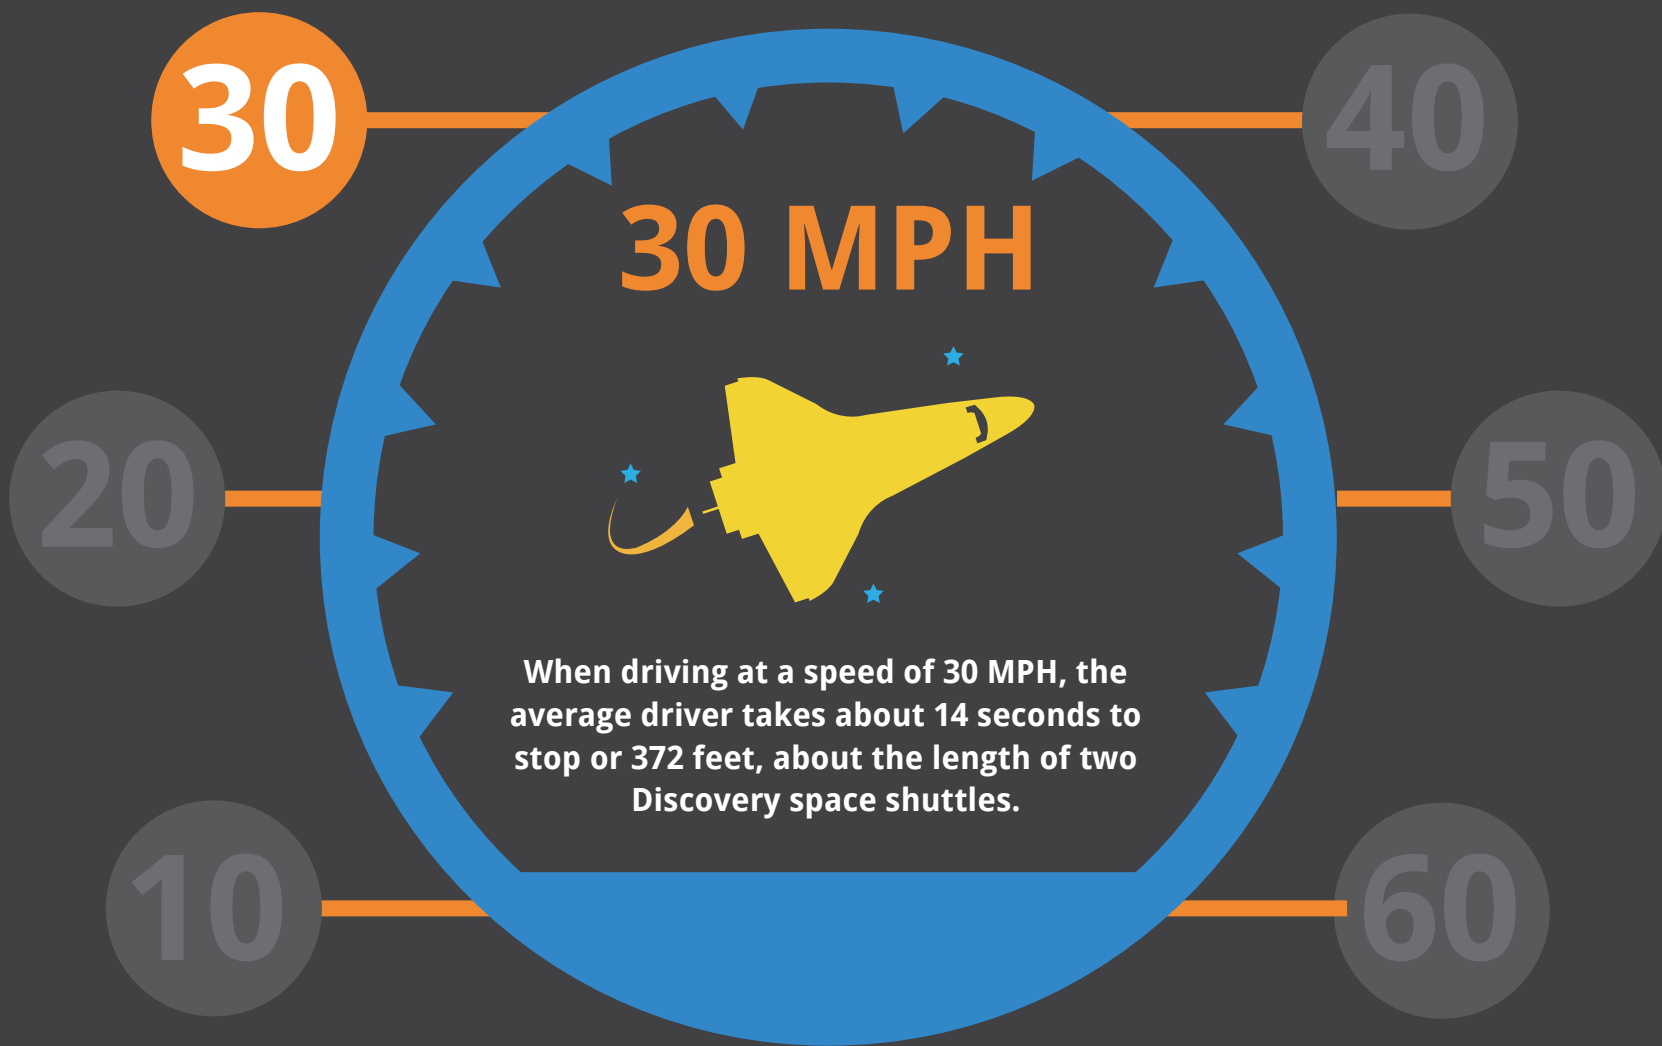 30
40
30 MPH
20
50
When driving at a speed of 30 MPH, the
average driver takes about 14 seconds to
stop or 372 feet, about the length of two
Discovery space shuttles.
10
60